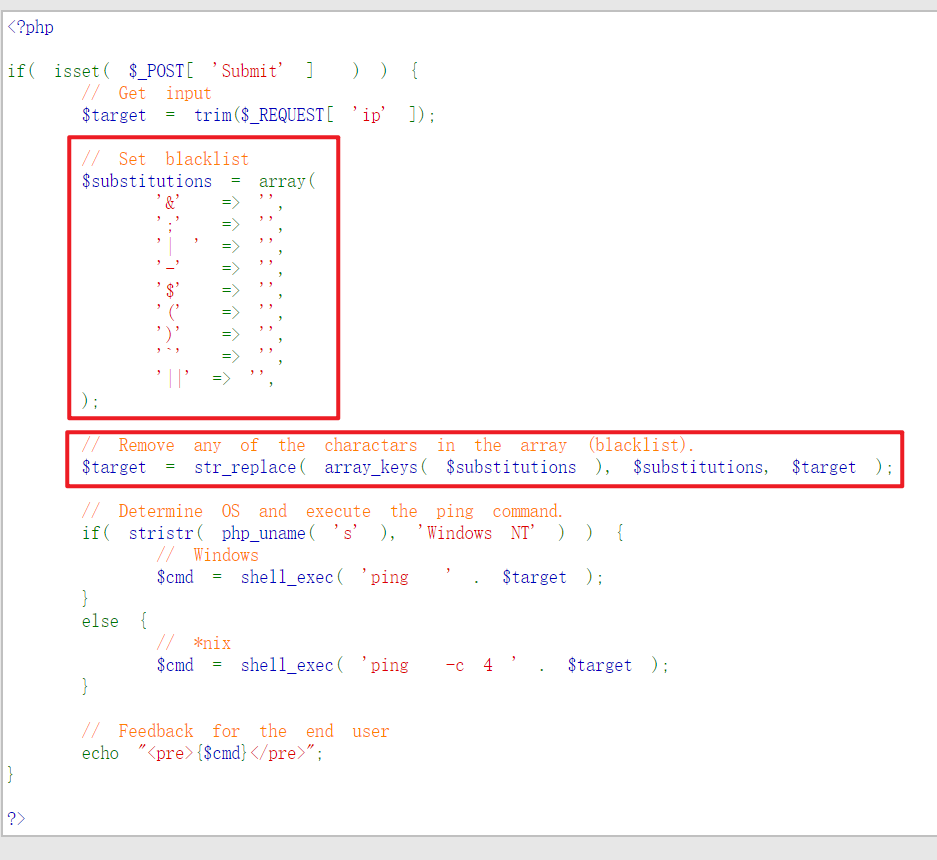 <?php
if( isset( $_POST[ 'Submit' ] ) ) {
// Get input
$target = trim($_REQUEST[ 'ip' ]);
// Set blacklist
$substitutions = array(
'&' => '',
';' => '',
'| ' => '',
'-' => '',
'$' => '',
'(' => '',
')' => '',
'`' => '',
'||' => '',
);
// Remove any of the charactars in the array (blacklist).
$target = str_replace( array_keys( $substitutions ), $substitutions, $target );
// Determine OS and execute the ping command.
if( stristr( php_uname( 's' ), 'Windows NT' ) ) {
// Windows
$cmd = shell_exec( 'ping ' . $target );
}
else {
// *nix
$cmd = shell_exec( 'ping -c 4 ' . $target );
}
// Feedback for the end user
echo "<pre>{$cmd}</pre>";
}
?>